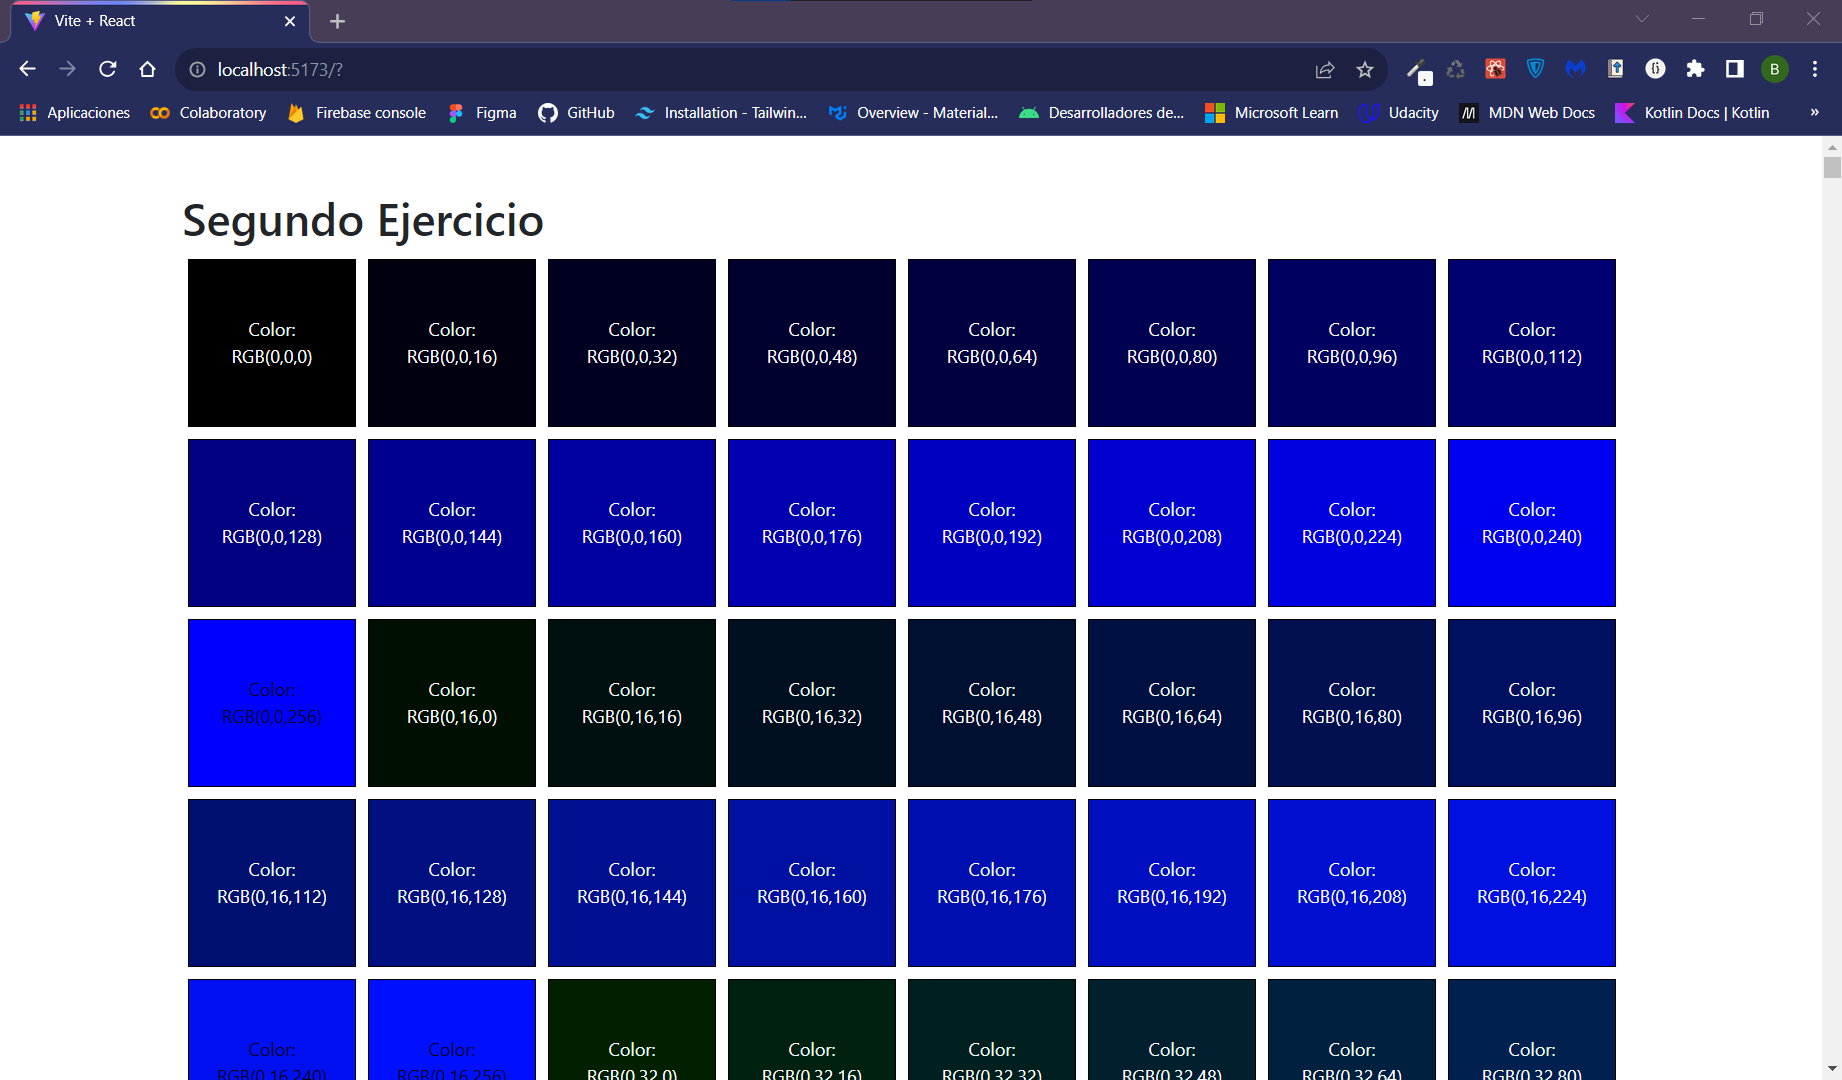 Vite + React
localhost:5173/?
B
Aplicaciones Colaboratory Firebase console Figma GitHub Installation - Tailwin... Overview - Material... Desarrolladores de... Microsoft Learn Udacity MDN Web Docs Kotlin Docs | Kotlin »
Segundo Ejercicio
Color: Color: Color: Color: Color: Color: Color: Color:
RGB(0,0,0) RGB(0,0,16) RGB(0,0,32) RGB(0,0,48) RGB(0,0,64) RGB(0,0,80) RGB(0,0,96) RGB(0,0,112)
Color: Color: Color: Color: Color: Color: Color: Color:
RGB(0,0,128) RGB(0,0,144) RGB(0,0,160) RGB(0,0,176) RGB(0,0,192) RGB(0,0,208) RGB(0,0,224) RGB(0,0,240)
Color: Color: Color: Color: Color: Color: Color: Color:
RGB(0,0,256) RGB(0,16,0) RGB(0,16,16) RGB(0,16,32) RGB(0,16,48) RGB(0,16,64) RGB(0,16,80) RGB(0,16,96)
Color: Color: Color: Color: Color: Color: Color: Color:
RGB(0,16,112) RGB(0,16,128) RGB(0,16,144) RGB(0,16,160) RGB(0,16,176) RGB(0,16,192) RGB(0,16,208) RGB(0,16,224)
Color: Color: Color: Color: Color: Color: Color: Color:
RGB(0,16,240) RGB(0,16,256) RGB(0,32,0) RGB(0,32,16) RGB(0,32,32) RGB(0,32,48) RGB(0,32,64) RGB(0,32,80)